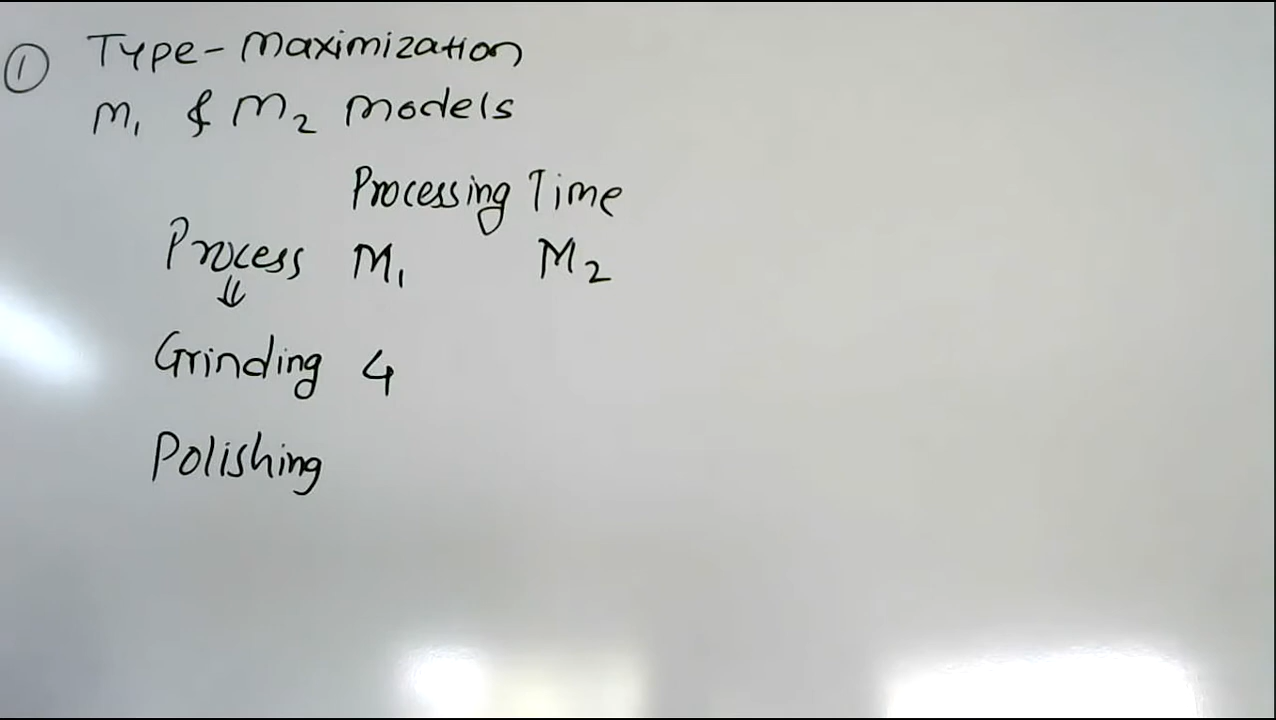 ① Type - Maximization
M₁ & M₂ models
Processing Time
Process M₁ M₂
⇓
Grinding 4
Polishing